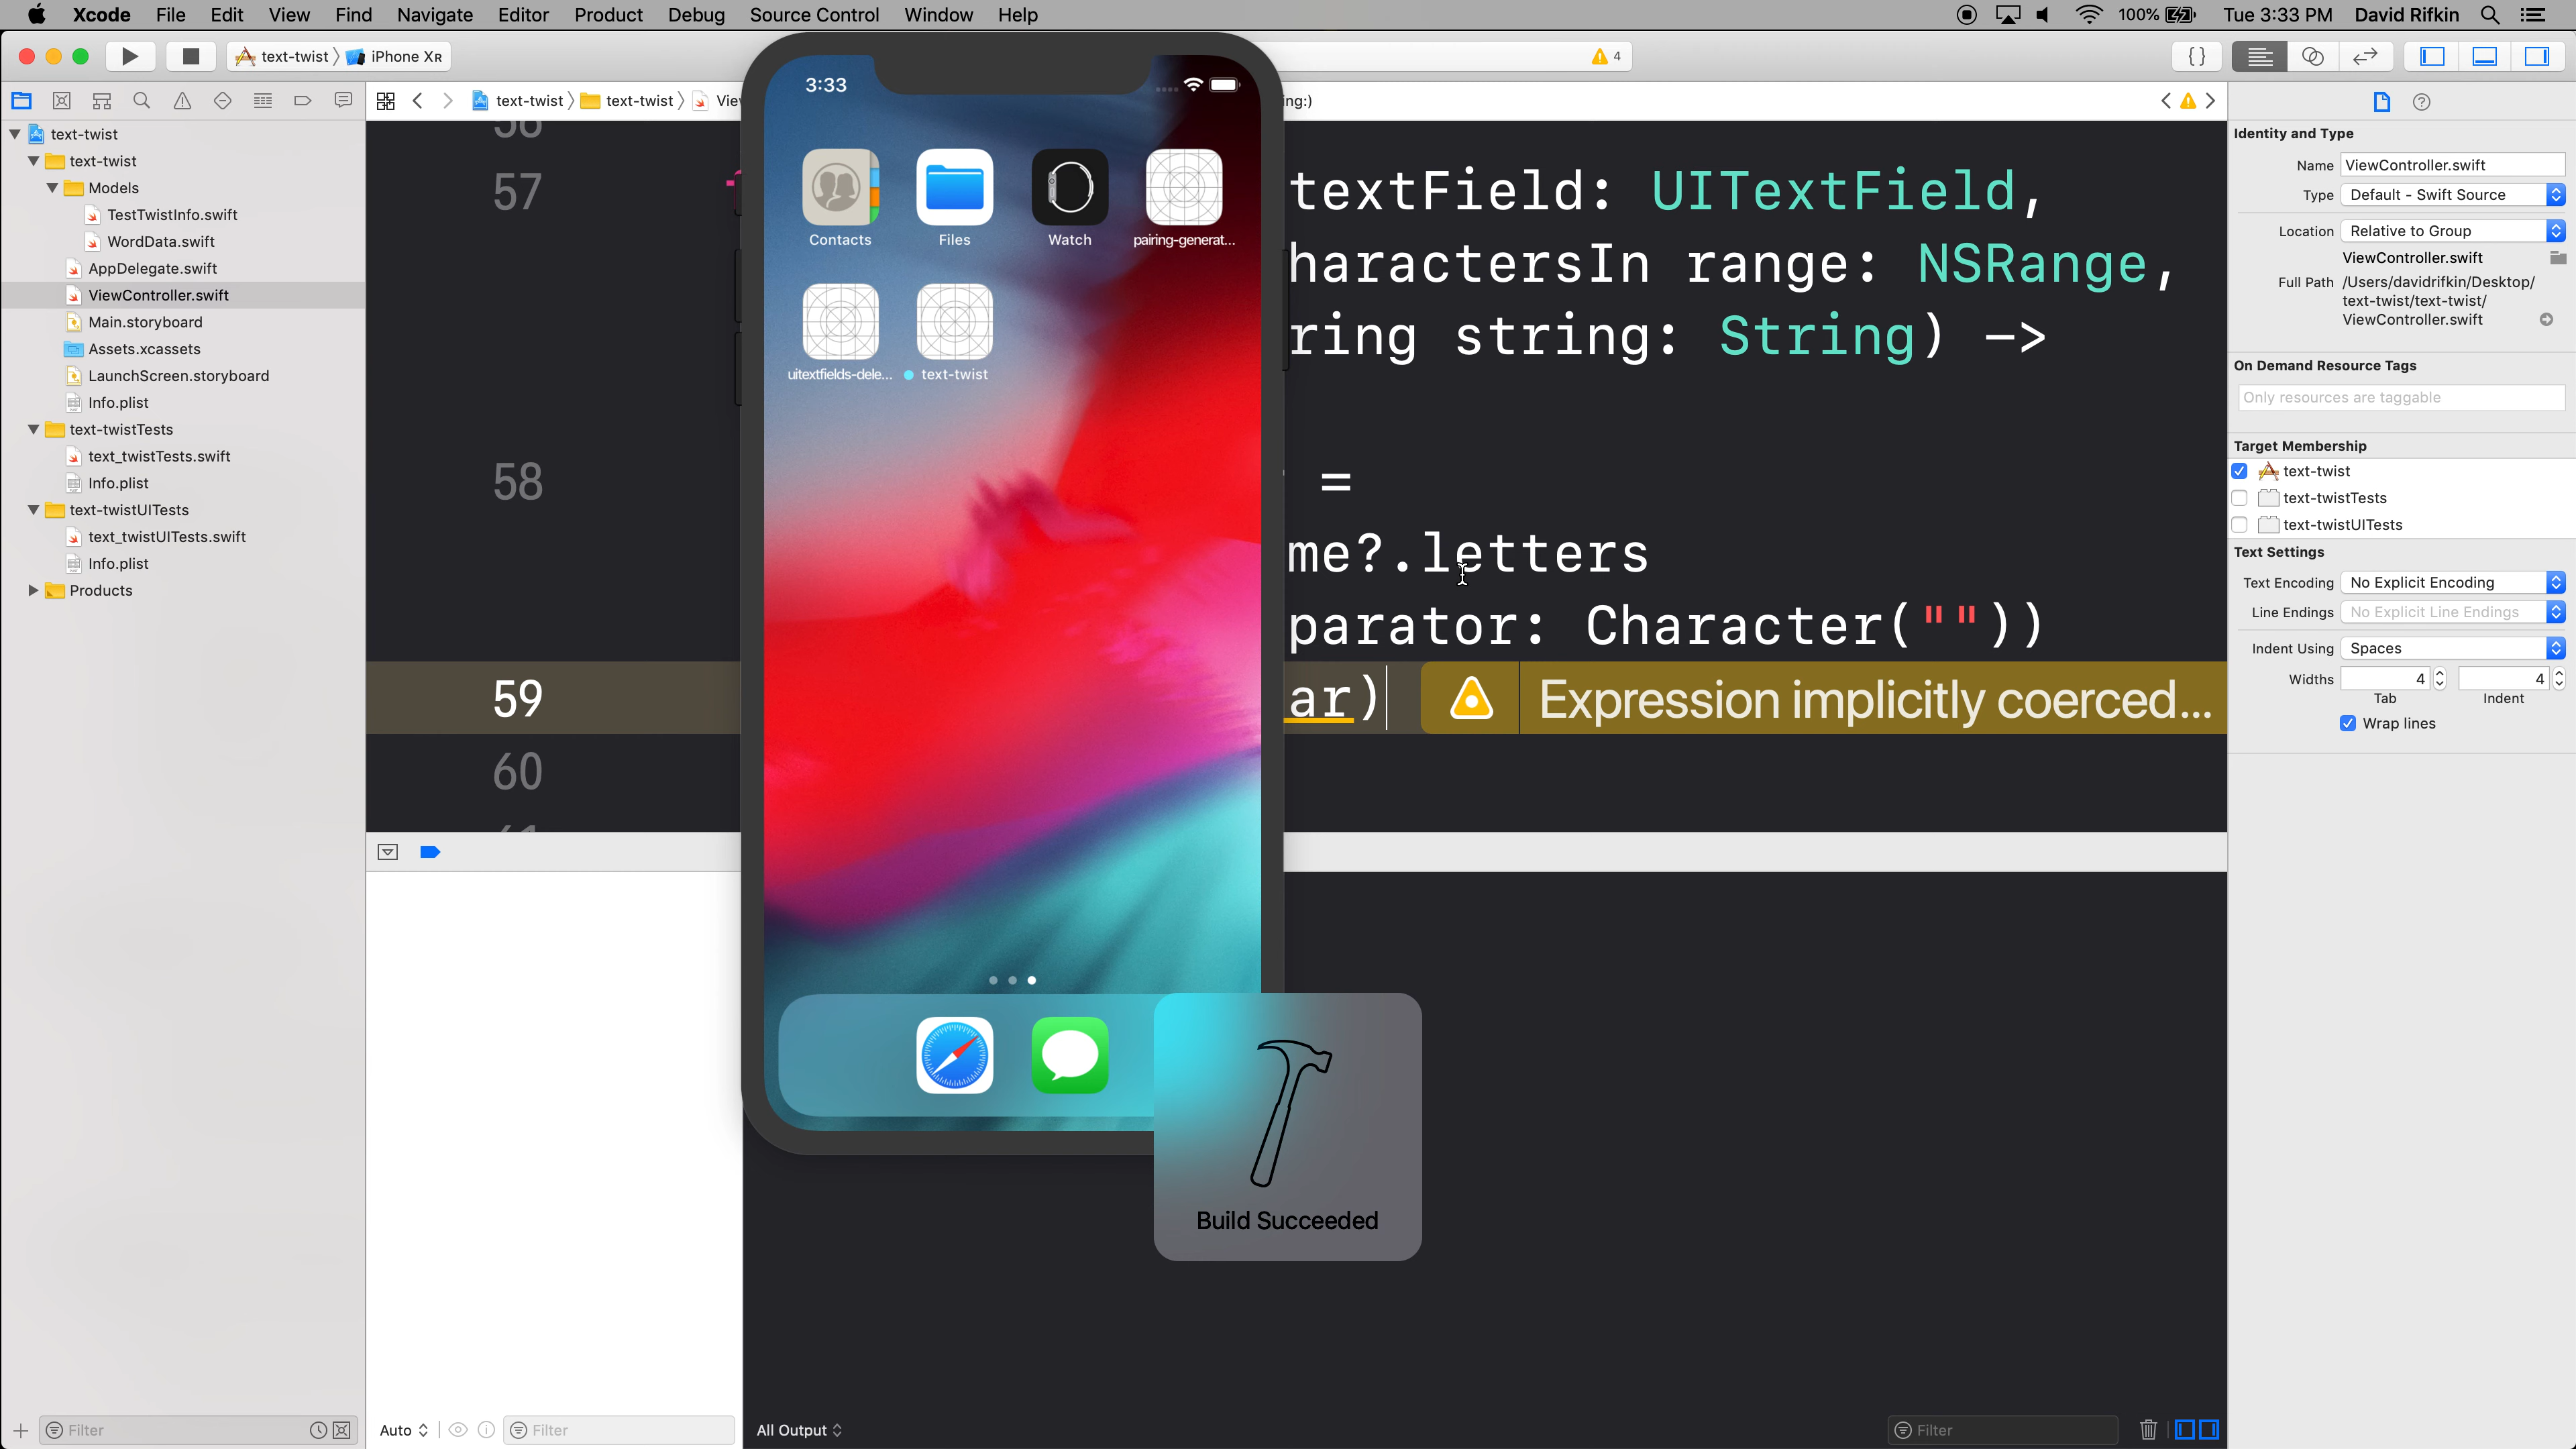 Xcode File Edit View Find Navigate Editor Product Debug Source Control Window Help 100% Tue 3:33 PM David Rifkin
text-twist iPhone XR 4
text-twist text-twist ing:)
text-twist
text-twist
Models
TestTwistInfo.swift
WordData.swift
AppDelegate.swift
ViewController.swift
Main.storyboard
Assets.xcassets
LaunchScreen.storyboard
Info.plist
text-twistTests
text_twistTests.swift
Info.plist
text-twistUITests
text_twistUITests.swift
Info.plist
Products
Filter
57
textField: UITextField,
haractersIn range: NSRange,
ring string: String) ->
58
=
me?.letters
parator: Character(""))
59
ar)
Expression implicitly coerced...
60
3:33
Contacts
Files
Watch
pairing-generat...
uitextfields-dele...
text-twist
Build Succeeded
Auto
Filter
All Output
Filter
Identity and Type
Name ViewController.swift
Type Default - Swift Source
Location Relative to Group
ViewController.swift
Full Path /Users/davidrifkin/Desktop/
text-twist/text-twist/
ViewController.swift
On Demand Resource Tags
Only resources are taggable
Target Membership
text-twist
text-twistTests
text-twistUITests
Text Settings
Text Encoding No Explicit Encoding
Line Endings No Explicit Line Endings
Indent Using Spaces
Widths 4 4
Tab Indent
Wrap lines